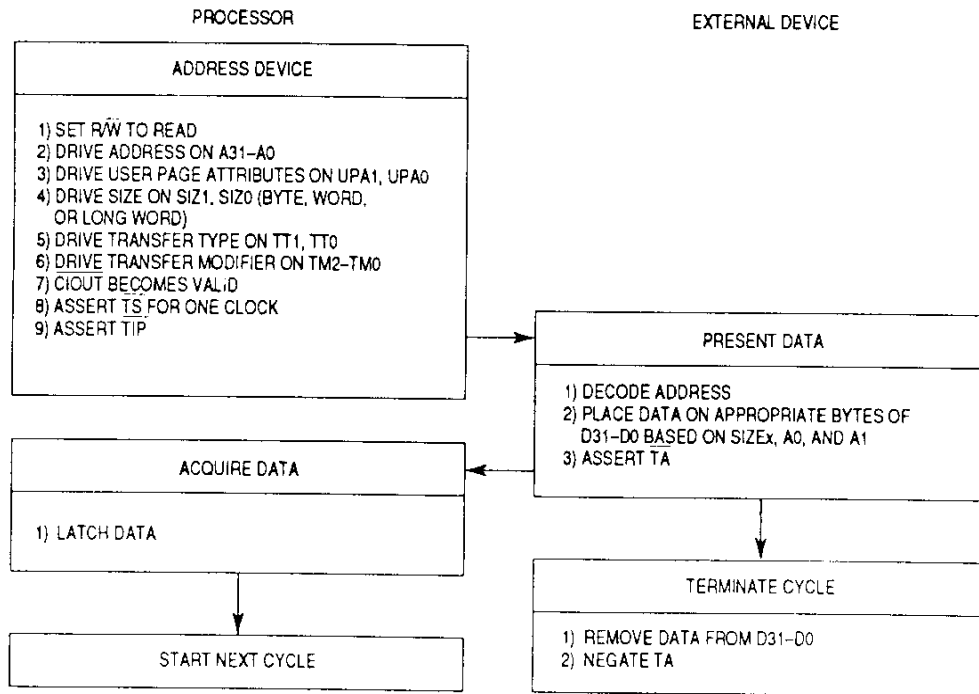 PROCESSOR
EXTERNAL DEVICE
ADDRESS DEVICE
1) SET R/W̅ TO READ
2) DRIVE ADDRESS ON A31–A0
3) DRIVE USER PAGE ATTRIBUTES ON UPA1, UPA0
4) DRIVE SIZE ON SIZ1, SIZ0 (BYTE, WORD,
OR LONG WORD)
5) DRIVE TRANSFER TYPE ON TT1, TT0
6) DRIVE TRANSFER MODIFIER ON TM2–TM0
7) C̅I̅O̅U̅T̅ BECOMES VALID
8) ASSERT T̅S̅ FOR ONE CLOCK
9) ASSERT T̅I̅P̅
PRESENT DATA
1) DECODE ADDRESS
2) PLACE DATA ON APPROPRIATE BYTES OF
D31–D0 BASED ON SIZEx, A0, AND A1
3) ASSERT T̅A̅
ACQUIRE DATA
1) LATCH DATA
TERMINATE CYCLE
1) REMOVE DATA FROM D31–D0
2) NEGATE TA
START NEXT CYCLE